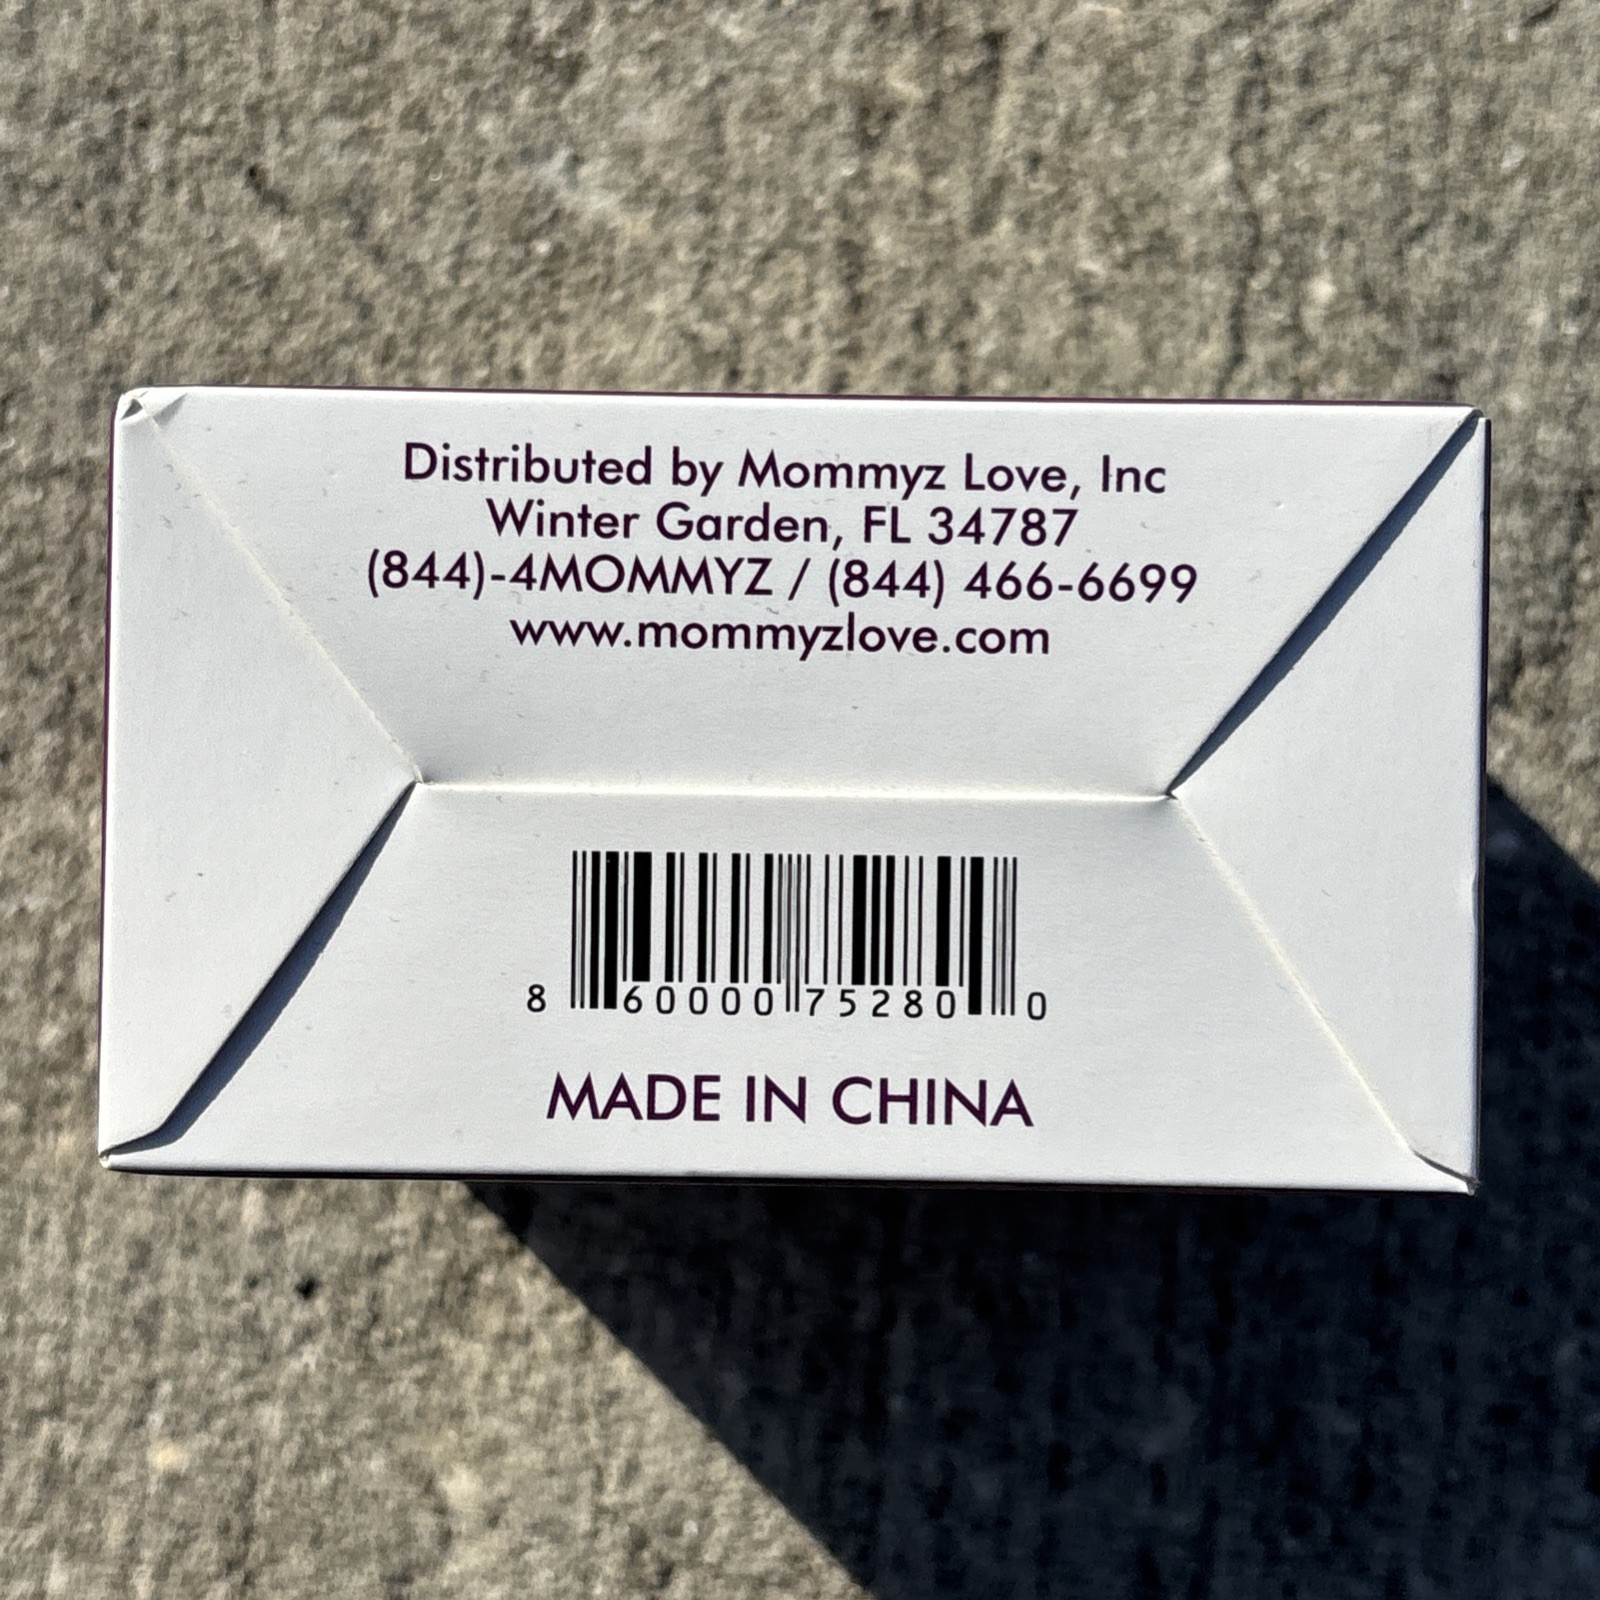 Distributed by Mommyz Love, Inc
Winter Garden, FL 34787
(844)-4MOMMYZ / (844) 466-6699
www.mommyzlove.com
8 60000 75280 0
MADE IN CHINA